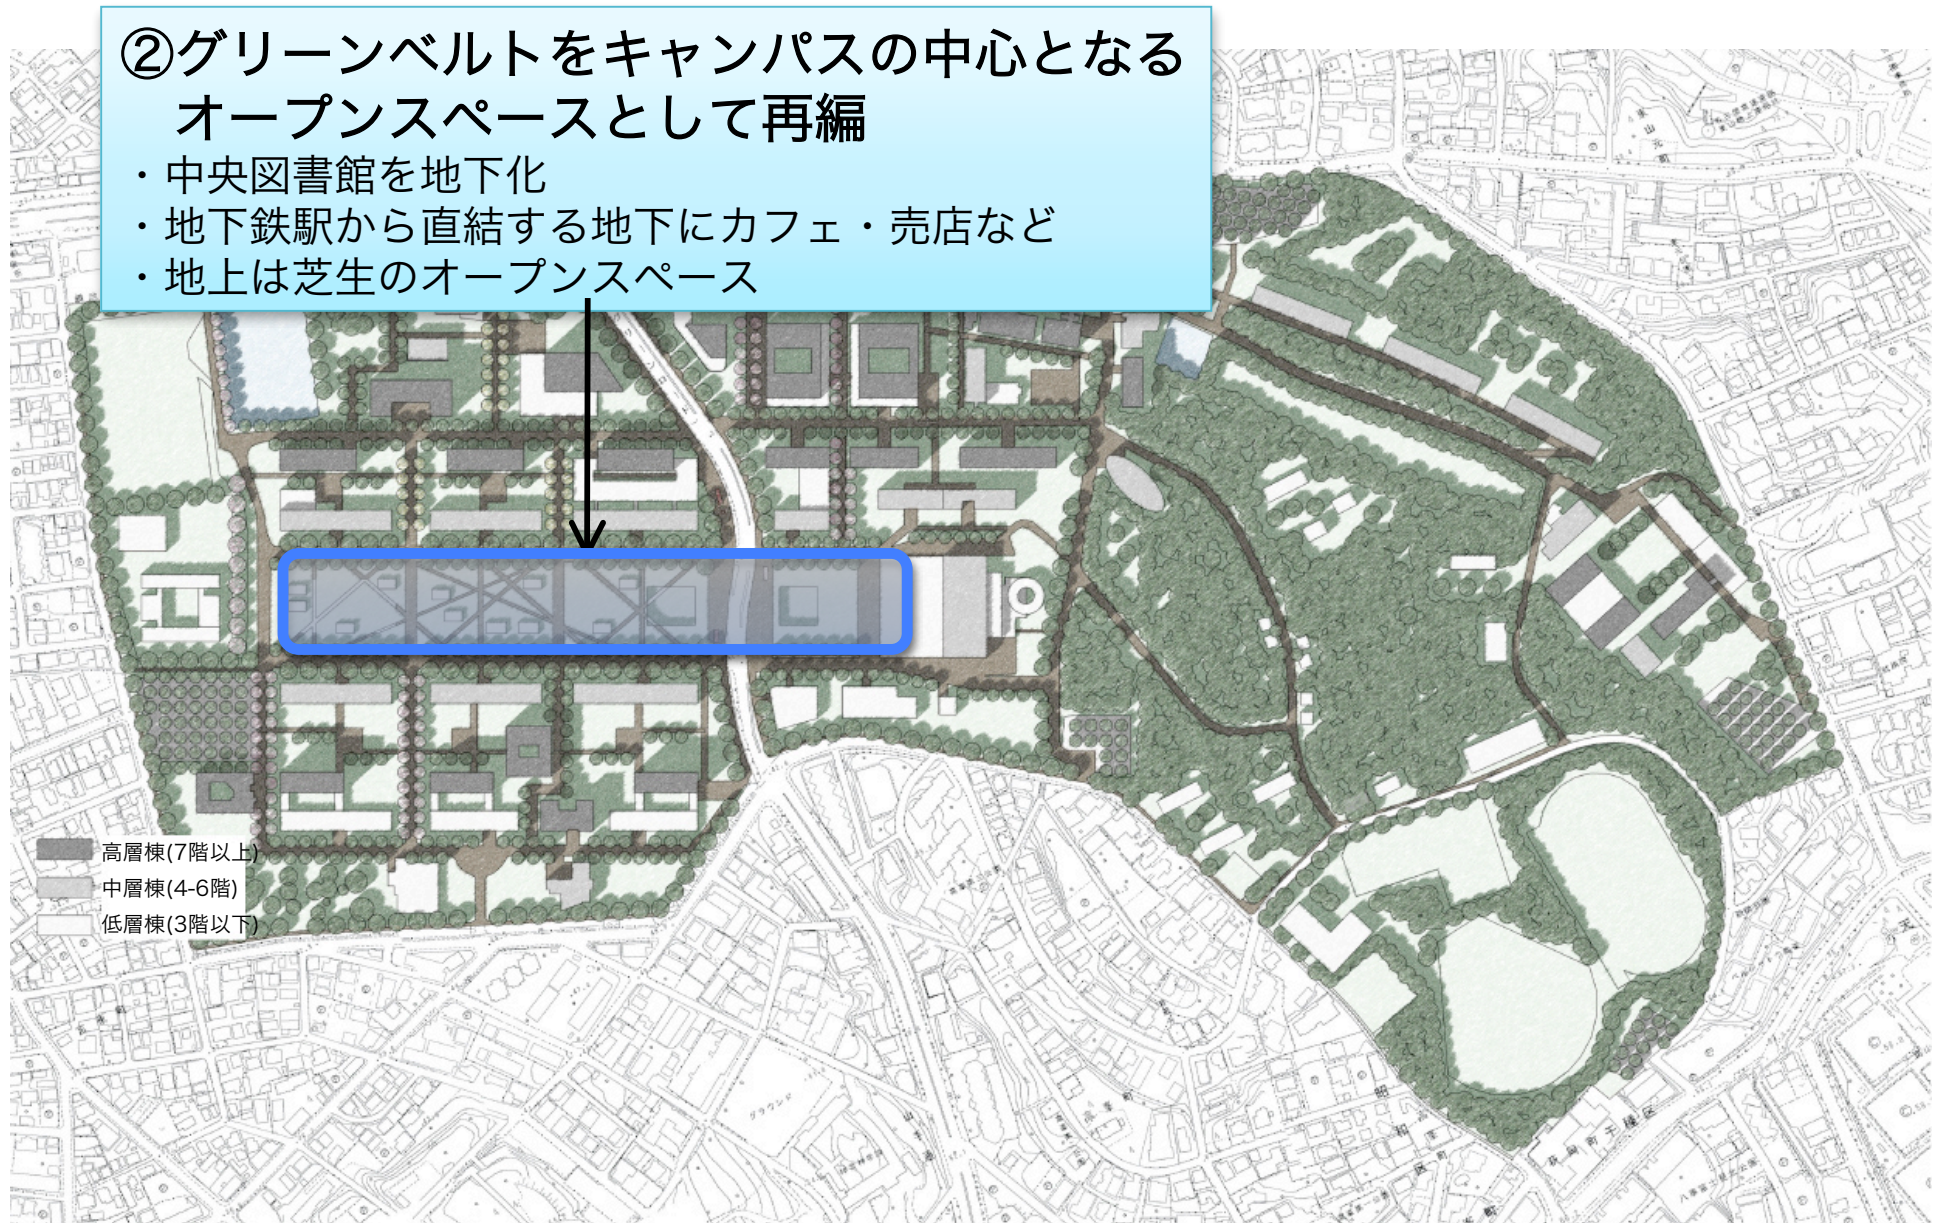 ②グリーンベルトをキャンパスの中心となる
オープンスペースとして再編
・中央図書館を地下化
・地下鉄駅から直結する地下にカフェ・売店など
・地上は芝生のオープンスペース
高層棟(7階以上)
中層棟(4-6階)
低層棟(3階以下)
グラウンド